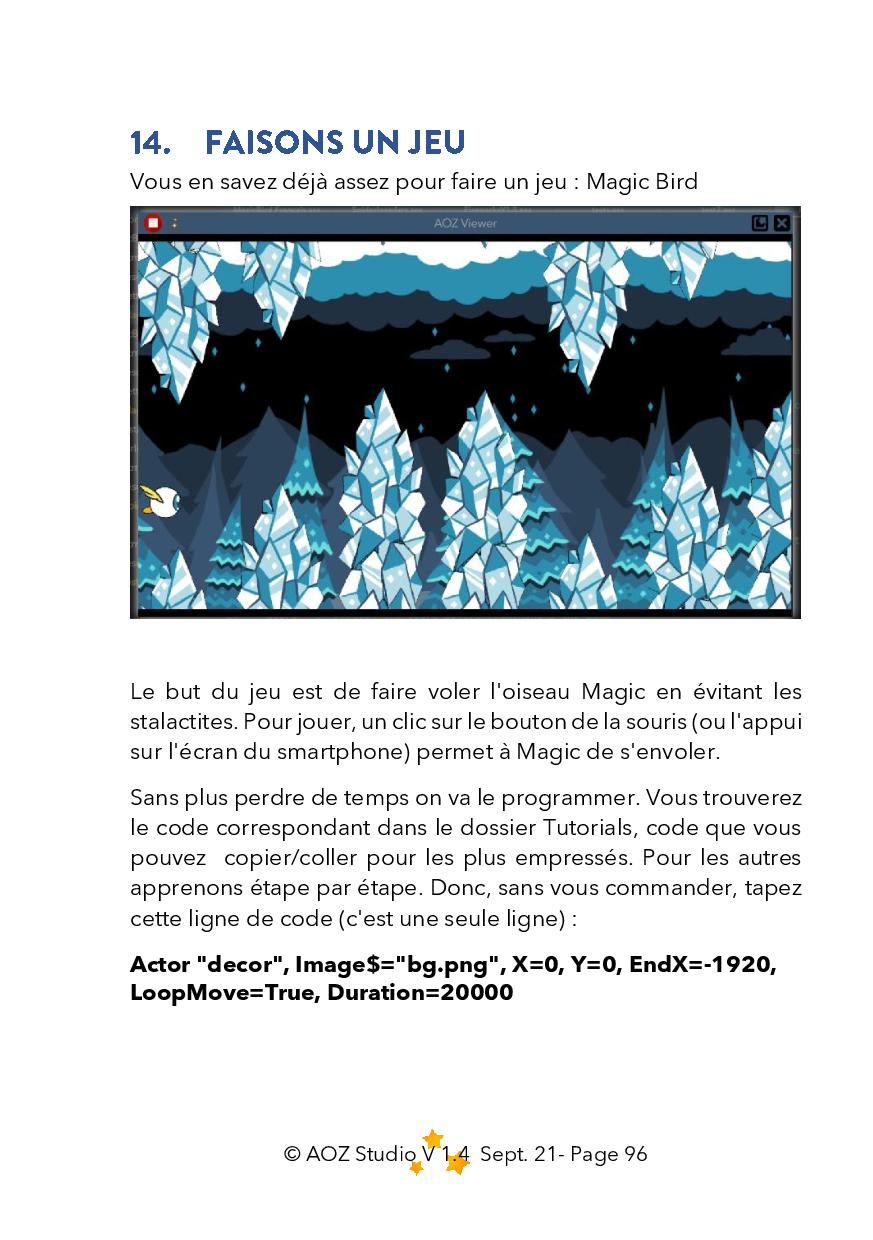 14. FAISONS UN JEU
Vous en savez déjà assez pour faire un jeu : Magic Bird
AOZ Viewer
Le but du jeu est de faire voler l'oiseau Magic en évitant les
stalactites. Pour jouer, un clic sur le bouton de la souris (ou l'appui
sur l'écran du smartphone) permet à Magic de s'envoler.
Sans plus perdre de temps on va le programmer. Vous trouverez
le code correspondant dans le dossier Tutorials, code que vous
pouvez copier/coller pour les plus empressés. Pour les autres
apprenons étape par étape. Donc, sans vous commander, tapez
cette ligne de code (c'est une seule ligne) :
Actor "decor", Image$="bg.png", X=0, Y=0, EndX=-1920,
LoopMove=True, Duration=20000
© AOZ Studio V 1.4 Sept. 21- Page 96